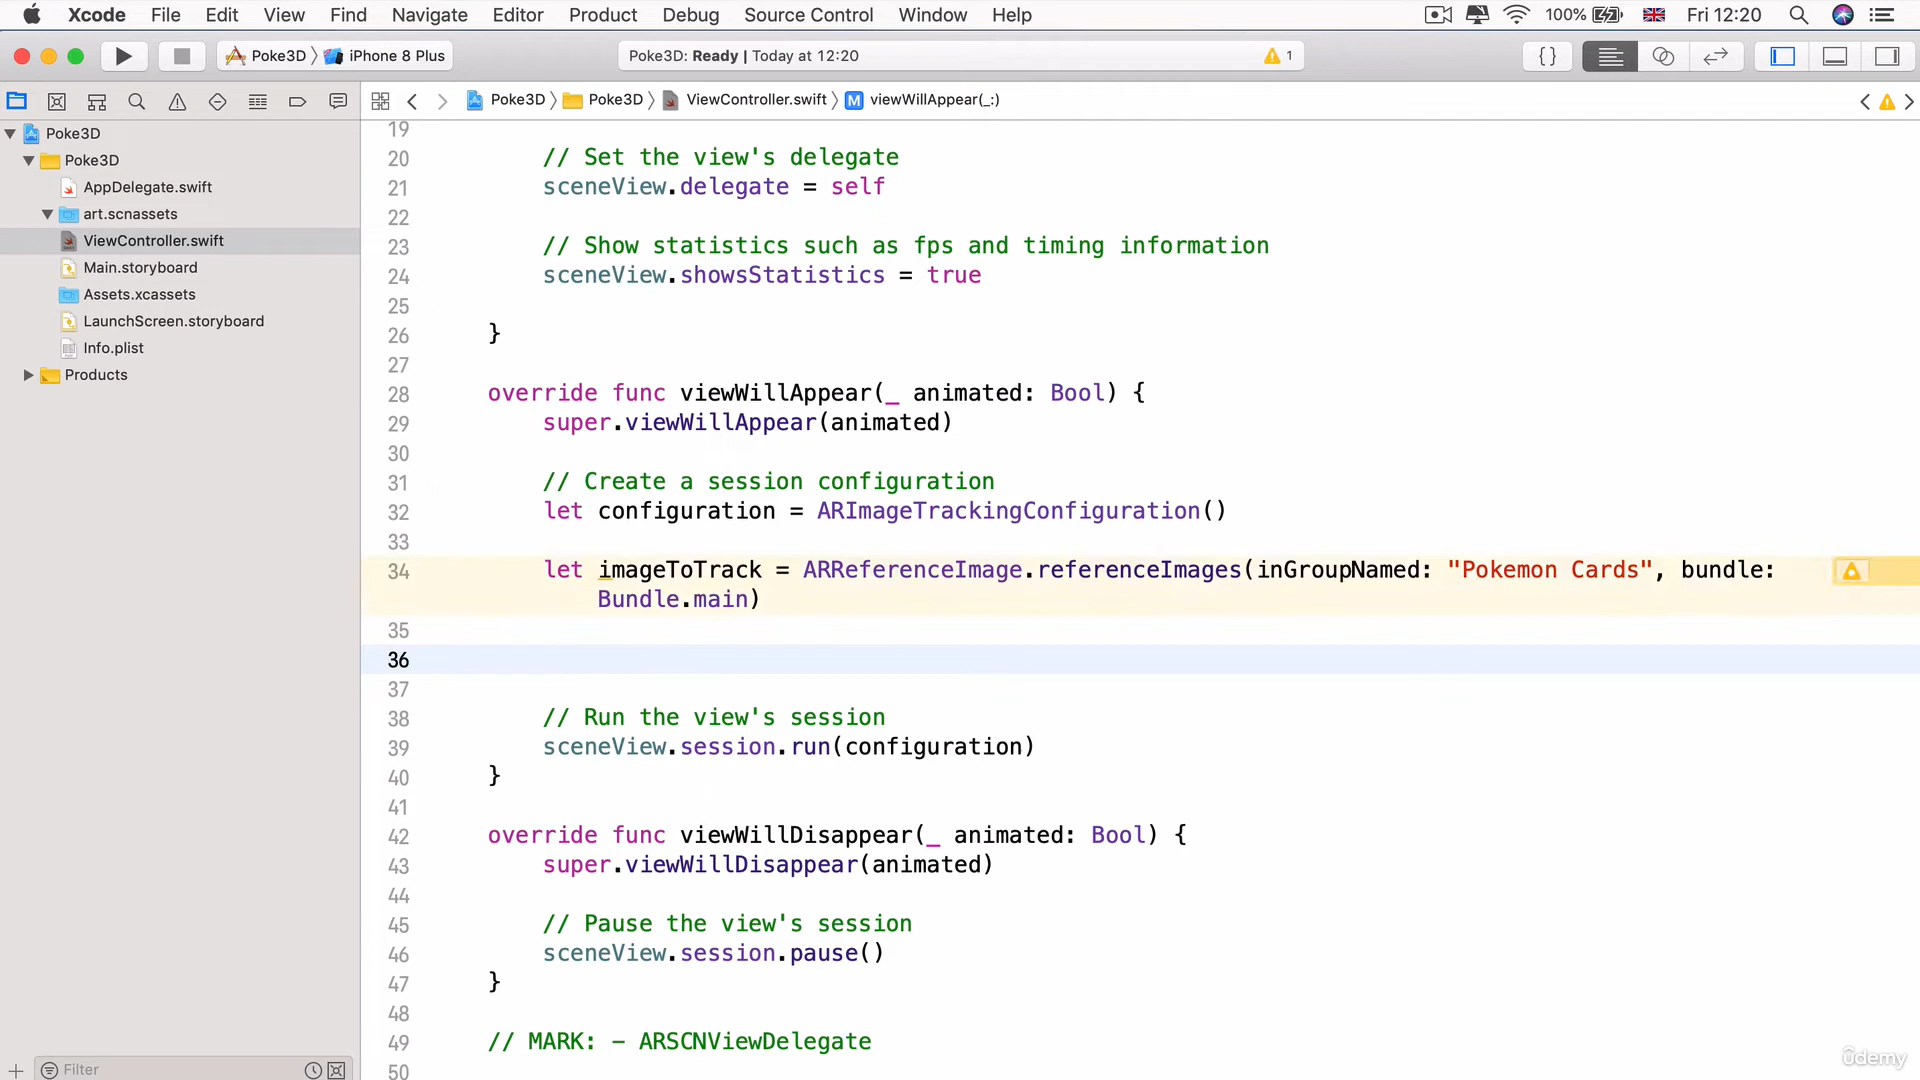 Xcode File Edit View Find Navigate Editor Product Debug Source Control Window Help 100% Fri 12:20
Poke3D iPhone 8 Plus Poke3D: Ready | Today at 12:20 1 {}
Poke3D Poke3D ViewController.swift M viewWillAppear(_:)
Poke3D
Poke3D
AppDelegate.swift
art.scnassets
ViewController.swift
Main.storyboard
Assets.xcassets
LaunchScreen.storyboard
Info.plist
Products
Filter
19
20 // Set the view's delegate
21 sceneView.delegate = self
22
23 // Show statistics such as fps and timing information
24 sceneView.showsStatistics = true
25
26 }
27
28 override func viewWillAppear(_ animated: Bool) {
29 super.viewWillAppear(animated)
30
31 // Create a session configuration
32 let configuration = ARImageTrackingConfiguration()
33
34 let imageToTrack = ARReferenceImage.referenceImages(inGroupNamed: "Pokemon Cards", bundle:
Bundle.main)
35
36
37
38 // Run the view's session
39 sceneView.session.run(configuration)
40 }
41
42 override func viewWillDisappear(_ animated: Bool) {
43 super.viewWillDisappear(animated)
44
45 // Pause the view's session
46 sceneView.session.pause()
47 }
48
49 // MARK: - ARSCNViewDelegate
50
ûdemy